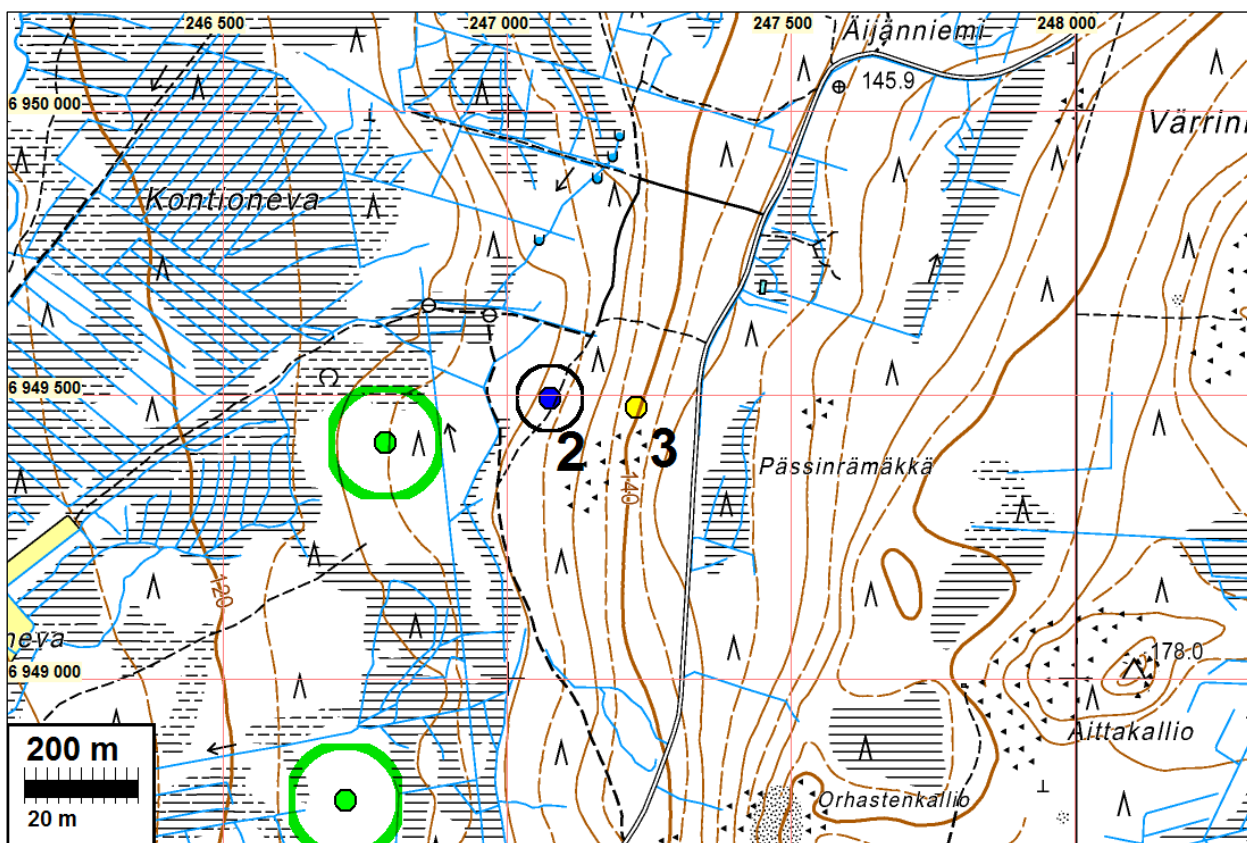 246 500
247 000
247 500
248 000
Äijänniemi
145.9
6 950 000
Värrini
Kontioneva
6 949 500
2
3
Pässinrämäkkä
140
120
neva
6 949 000
178.0
Aittakallio
200 m
20 m
Orhastenkallio